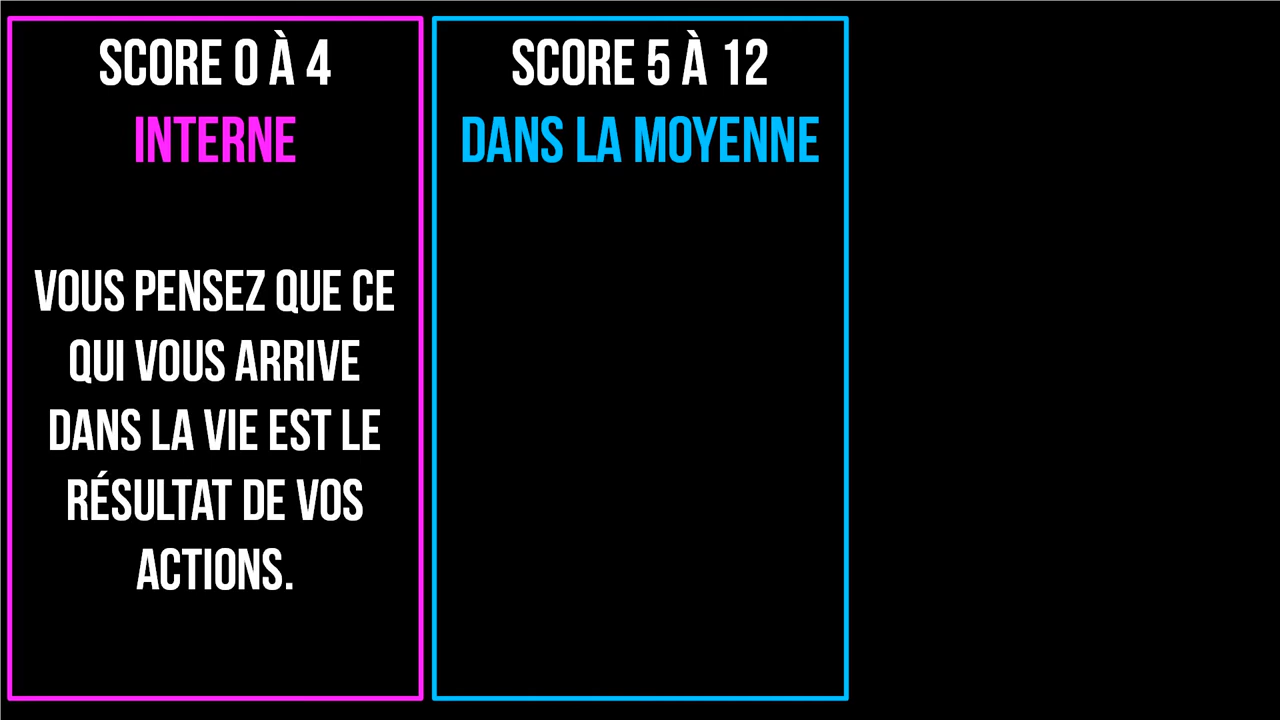 SCORE 0 À 4
INTERNE
VOUS PENSEZ QUE CE
QUI VOUS ARRIVE
DANS LA VIE EST LE
RÉSULTAT DE VOS
ACTIONS.
SCORE 5 À 12
DANS LA MOYENNE